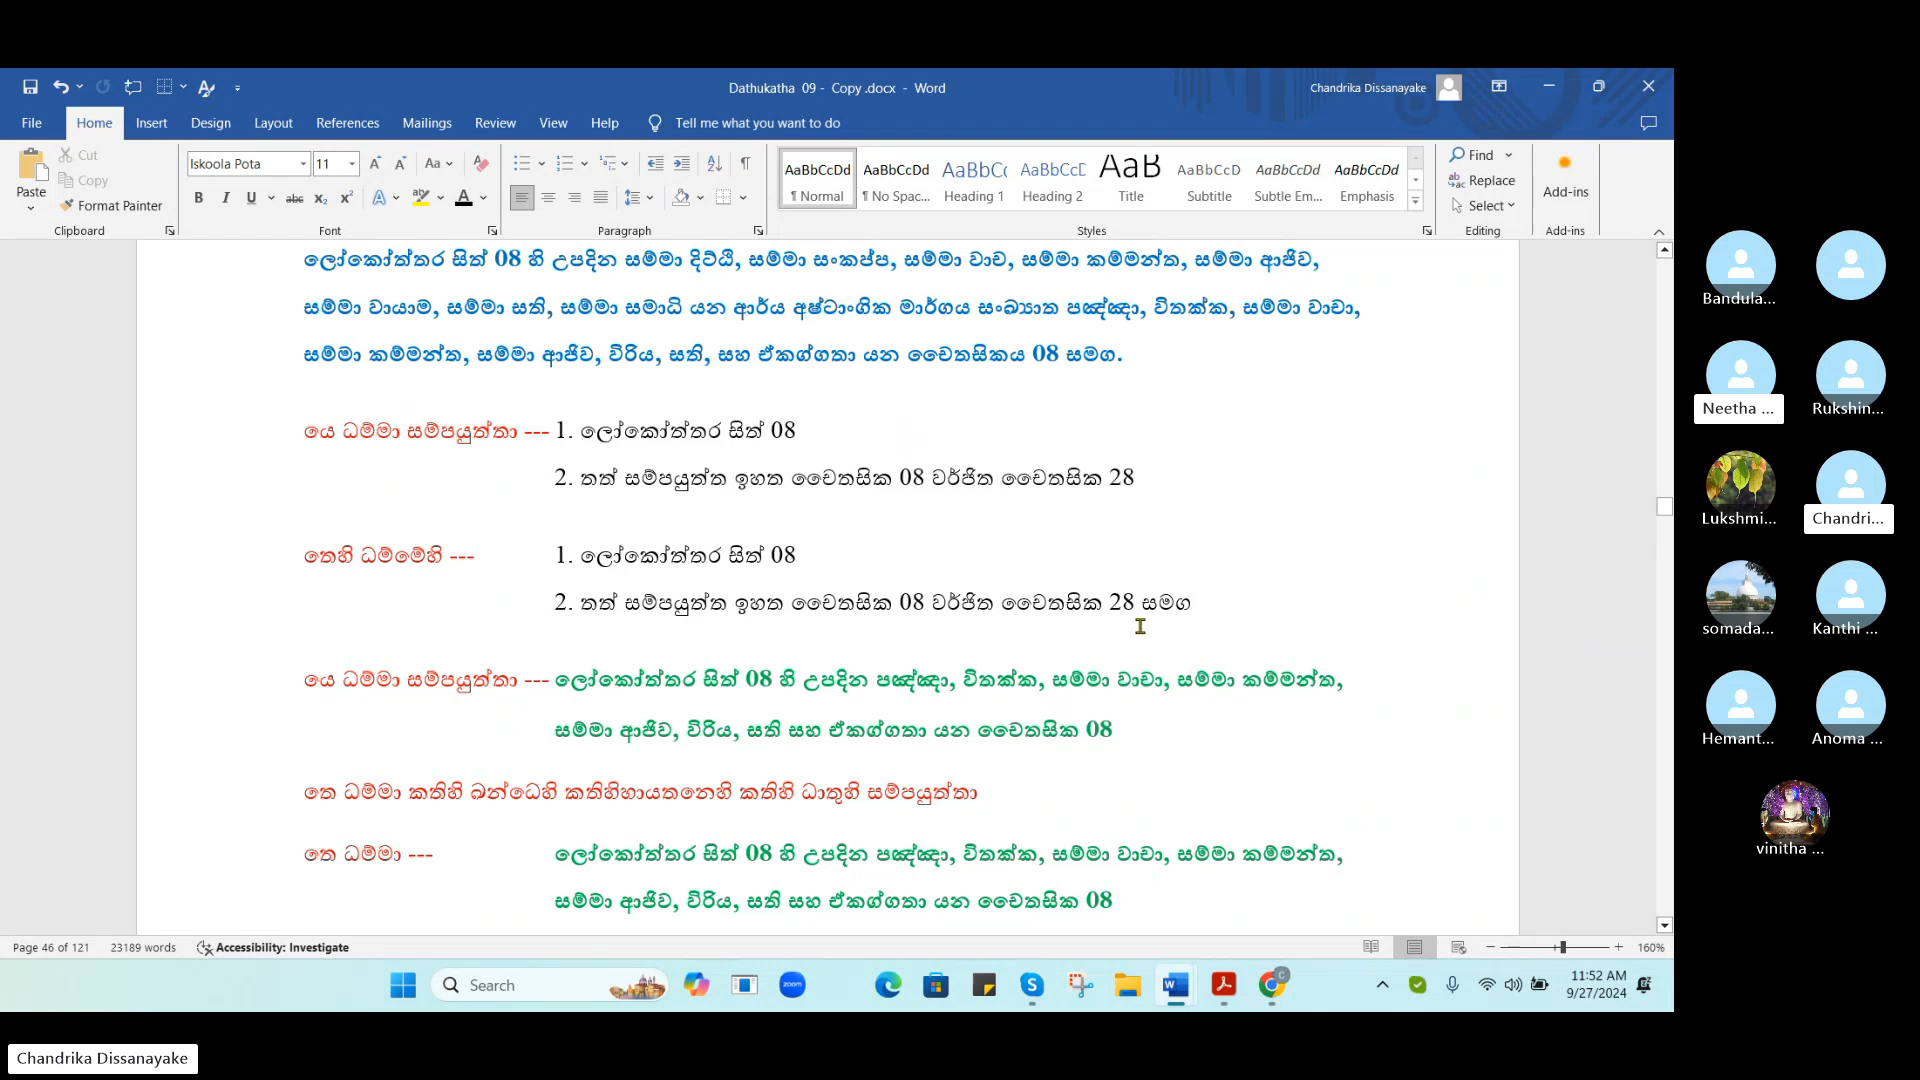 Dathukatha 09 - Copy .docx - Word
Chandrika Dissanayake
File Home Insert Design Layout References Mailings Review View Help Tell me what you want to do
Paste
Cut
Copy
Format Painter
Clipboard
Iskoola Pota 11
Font
Paragraph
AaBbCcDd AaBbCcDd AaBbCc AaBbCcD AaB AaBbCcD AaBbCcDd AaBbCcDd
¶ Normal ¶ No Spac... Heading 1 Heading 2 Title Subtitle Subtle Em... Emphasis
Styles
Find
Replace
Select
Editing
Add-ins
Add-ins
ලෝකෝත්තර සිත් 08 හි උපදින සම්මා දිට්ඨි, සම්මා සංකප්ප, සම්මා වාච, සම්මා කම්මන්ත, සම්මා ආජිව,
සම්මා වායාම, සම්මා සති, සම්මා සමාධි යන ආර්ය අෂ්ටාංගික මාර්ගය සංඛ්‍යාත පඤ්ඤා, විතක්ක, සම්මා වාචා,
සම්මා කම්මන්ත, සම්මා ආජිව, විරිය, සති, සහ ඒකග්ගතා යන චෛතසිකය 08 සමග.
යෙ ධම්මා සම්පයුත්තා --- 1. ලෝකෝත්තර සිත් 08
2. තත් සම්පයුත්ත ඉහත චෛතසික 08 වර්ජිත චෛතසික 28
තෙහි ධම්මේහි --- 1. ලෝකෝත්තර සිත් 08
2. තත් සම්පයුත්ත ඉහත චෛතසික 08 වර්ජිත චෛතසික 28 සමග
යෙ ධම්මා සම්පයුත්තා --- ලෝකෝත්තර සිත් 08 හි උපදින පඤ්ඤා, විතක්ක, සම්මා වාචා, සම්මා කම්මන්ත,
සම්මා ආජිව, විරිය, සති සහ ඒකග්ගතා යන චෛතසික 08
තෙ ධම්මා කතිහි ඛන්ධෙහි කතිහිහායතනෙහි කතිහි ධාතූහි සම්පයුත්තා
තෙ ධම්මා --- ලෝකෝත්තර සිත් 08 හි උපදින පඤ්ඤා, විතක්ක, සම්මා වාචා, සම්මා කම්මන්ත,
සම්මා ආජිව, විරිය, සති සහ ඒකග්ගතා යන චෛතසික 08
Page 46 of 121 23189 words Accessibility: Investigate 160%
Search
zoom
11:52 AM
9/27/2024
Bandula...
Neetha ...
Rukshin...
Lukshmi...
Chandri...
somada...
Kanthi ...
Hemant...
Anoma ...
vinitha ...
Chandrika Dissanayake